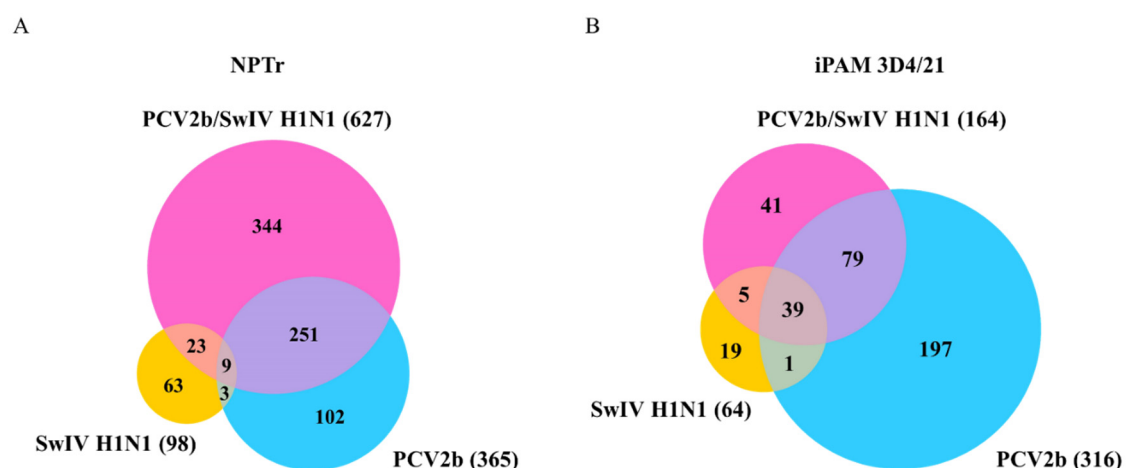 A
NPTr
PCV2b/SwIV H1N1 (627)
344
251
23
9
63
3
102
SwIV H1N1 (98)
PCV2b (365)
B
iPAM 3D4/21
PCV2b/SwIV H1N1 (164)
41
79
5
39
19
1
197
SwIV H1N1 (64)
PCV2b (316)